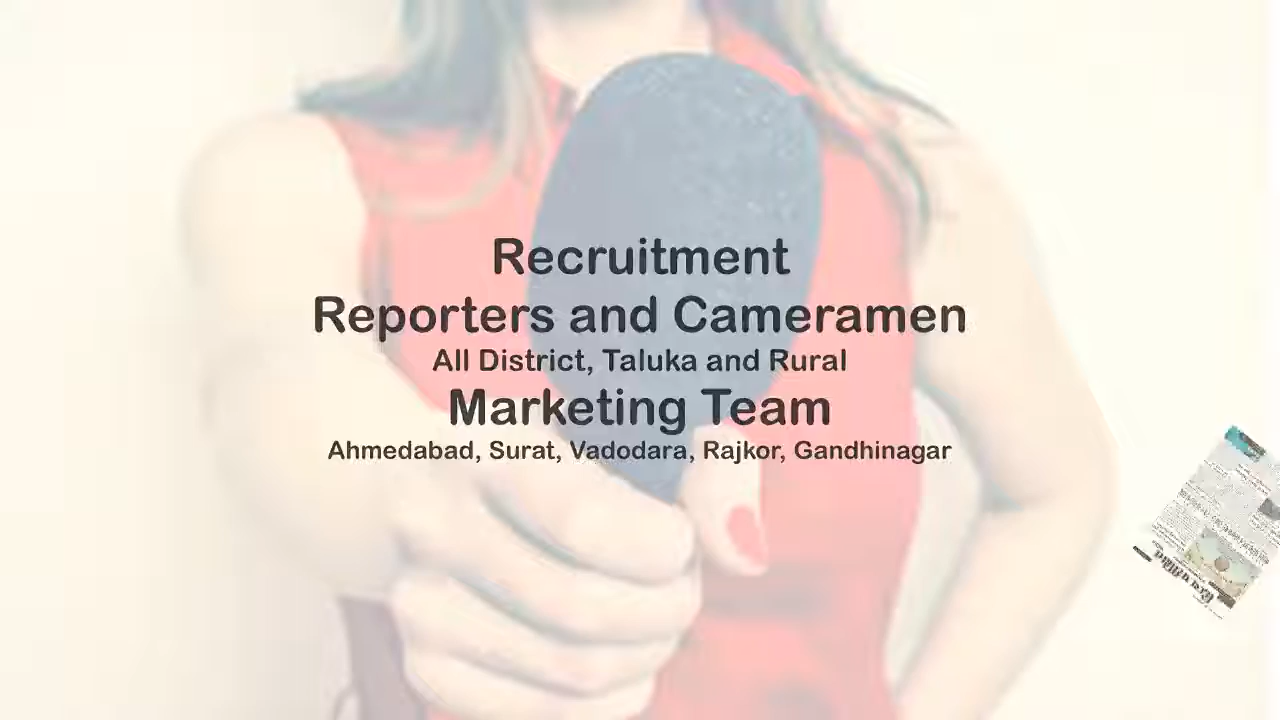 Recruitment
Reporters and Cameramen
All District, Taluka and Rural
Marketing Team
Ahmedabad, Surat, Vadodara, Rajkor, Gandhinagar